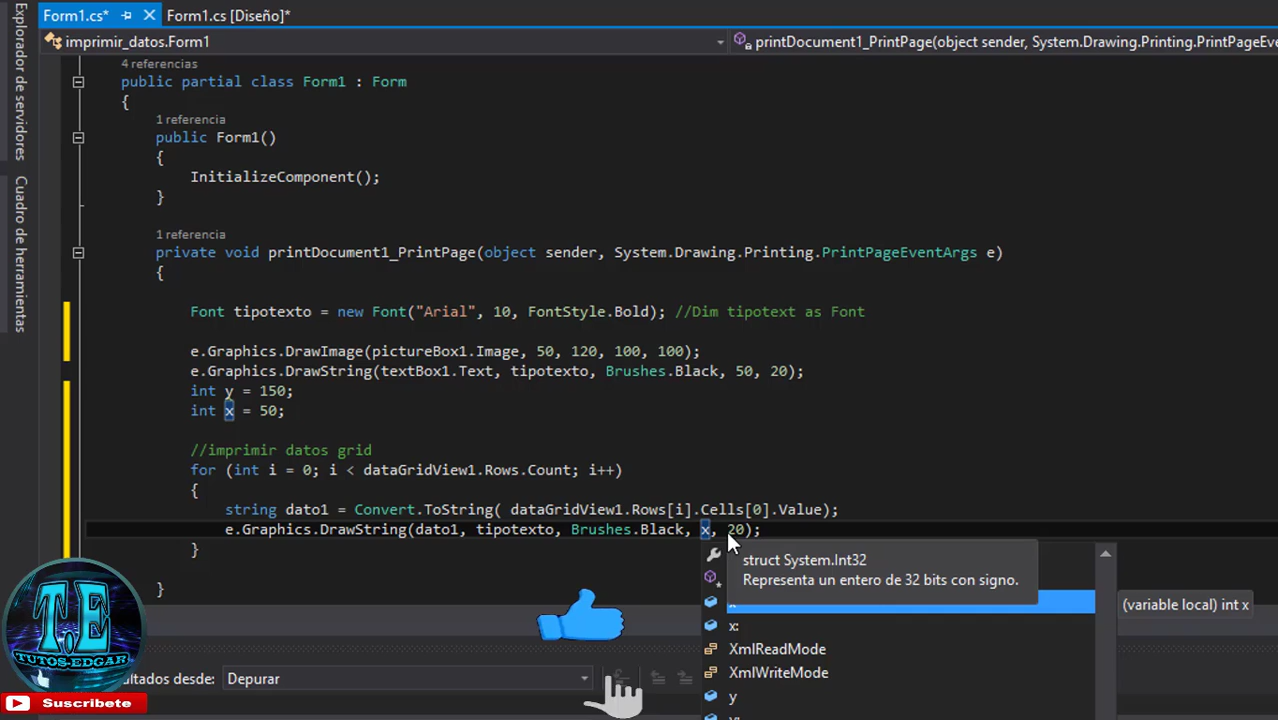 Form1.cs* Form1.cs [Diseño]*
imprimir_datos.Form1 printDocument1_PrintPage(object sender, System.Drawing.Printing.PrintPageEv
Explorador de servidores
Cuadro de herramientas
4 referencias
public partial class Form1 : Form
{
1 referencia
public Form1()
{
InitializeComponent();
}
1 referencia
private void printDocument1_PrintPage(object sender, System.Drawing.Printing.PrintPageEventArgs e)
{
Font tipotexto = new Font("Arial", 10, FontStyle.Bold); //Dim tipotext as Font
e.Graphics.DrawImage(pictureBox1.Image, 50, 120, 100, 100);
e.Graphics.DrawString(textBox1.Text, tipotexto, Brushes.Black, 50, 20);
int y = 150;
int x = 50;
//imprimir datos grid
for (int i = 0; i < dataGridView1.Rows.Count; i++)
{
string dato1 = Convert.ToString( dataGridView1.Rows[i].Cells[0].Value);
e.Graphics.DrawString(dato1, tipotexto, Brushes.Black, x, 20);
}
}
struct System.Int32
Representa un entero de 32 bits con signo.
x
(variable local) int x
x:
XmlReadMode
XmlWriteMode
y
T.E
TUTOS-EDGAR
Suscribete
ltados desde: Depurar